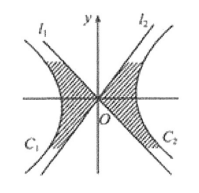 l₁ y l₂
O
C₁ C₂